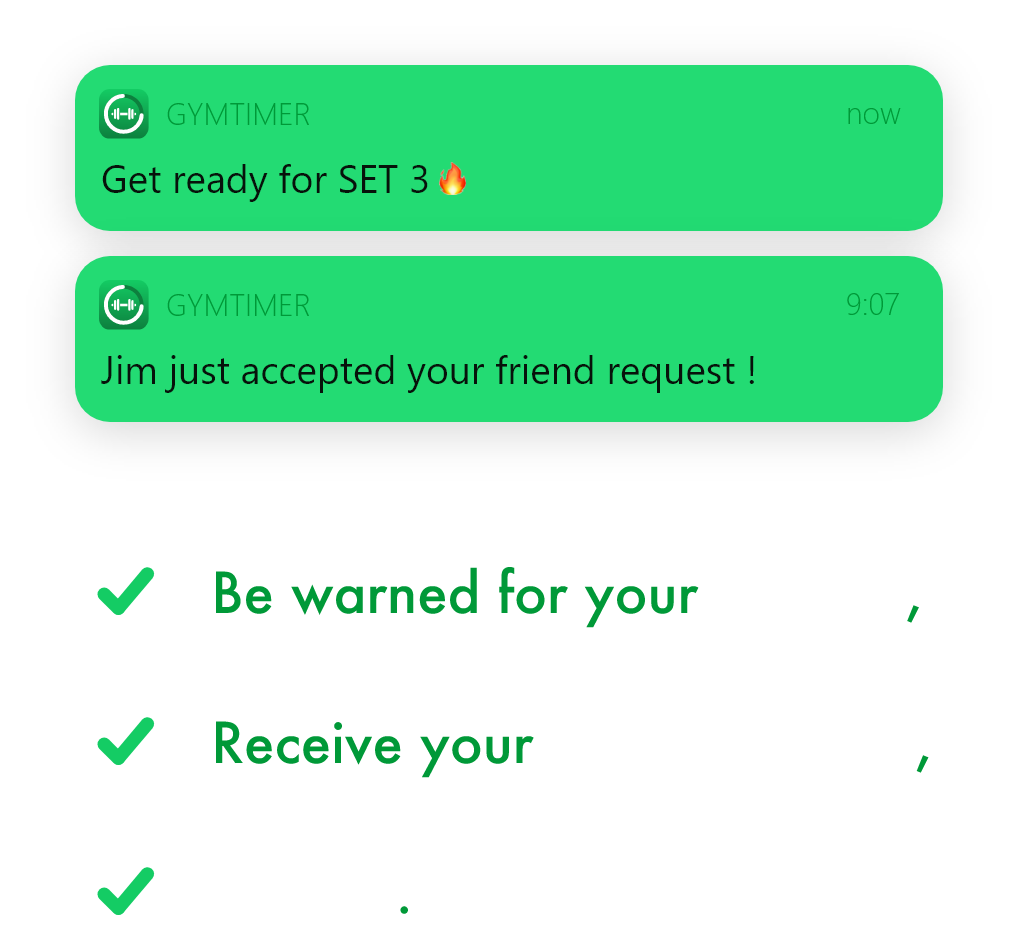 GYMTIMER now
Get ready for SET 3🔥
GYMTIMER 9:07
Jim just accepted your friend request !
Be warned for your ,
Receive your ,
.